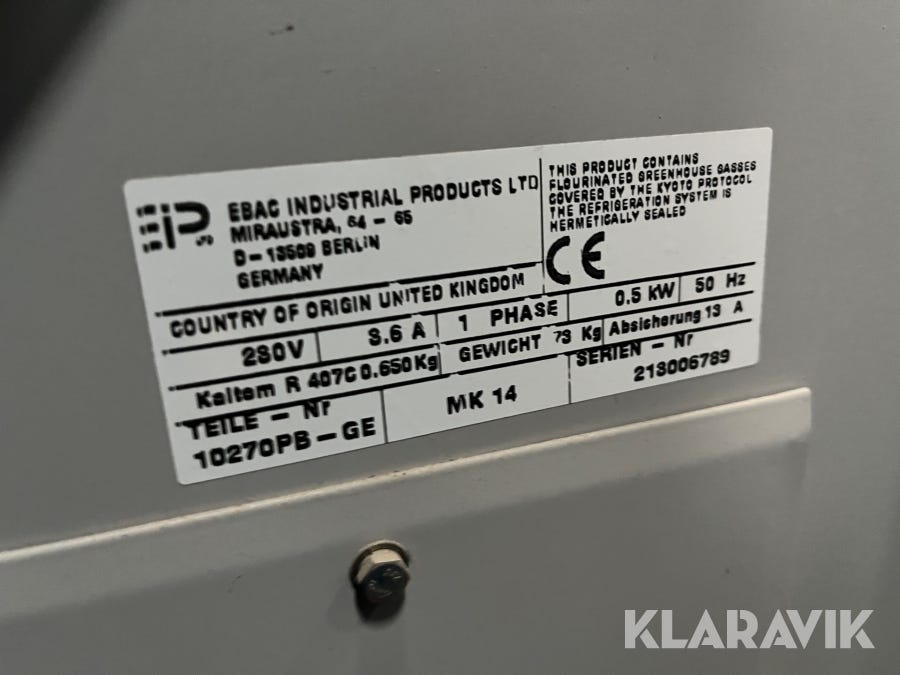 EIP LTD
EBAC INDUSTRIAL PRODUCTS LTD
MIRAUSTRA, 64 - 65
D-13509 BERLIN
GERMANY
THIS PRODUCT CONTAINS
FLOURINATED GREENHOUSE GASSES
COVERED BY THE KYOTO PROTOCOL
THE REFRIGERATION SYSTEM IS
HERMETICALLY SEALED
CE
COUNTRY OF ORIGIN UNITED KINGDOM
230V 3.6 A 1 PHASE 0.5 kW 50 Hz
Kaltem R 407C 0.650Kg GEWICHT 73 Kg Absicherung 13 A
TEILE - Nr
10270PB-GE
MK 14
SERIEN - Nr
213006789
KLARAVIK